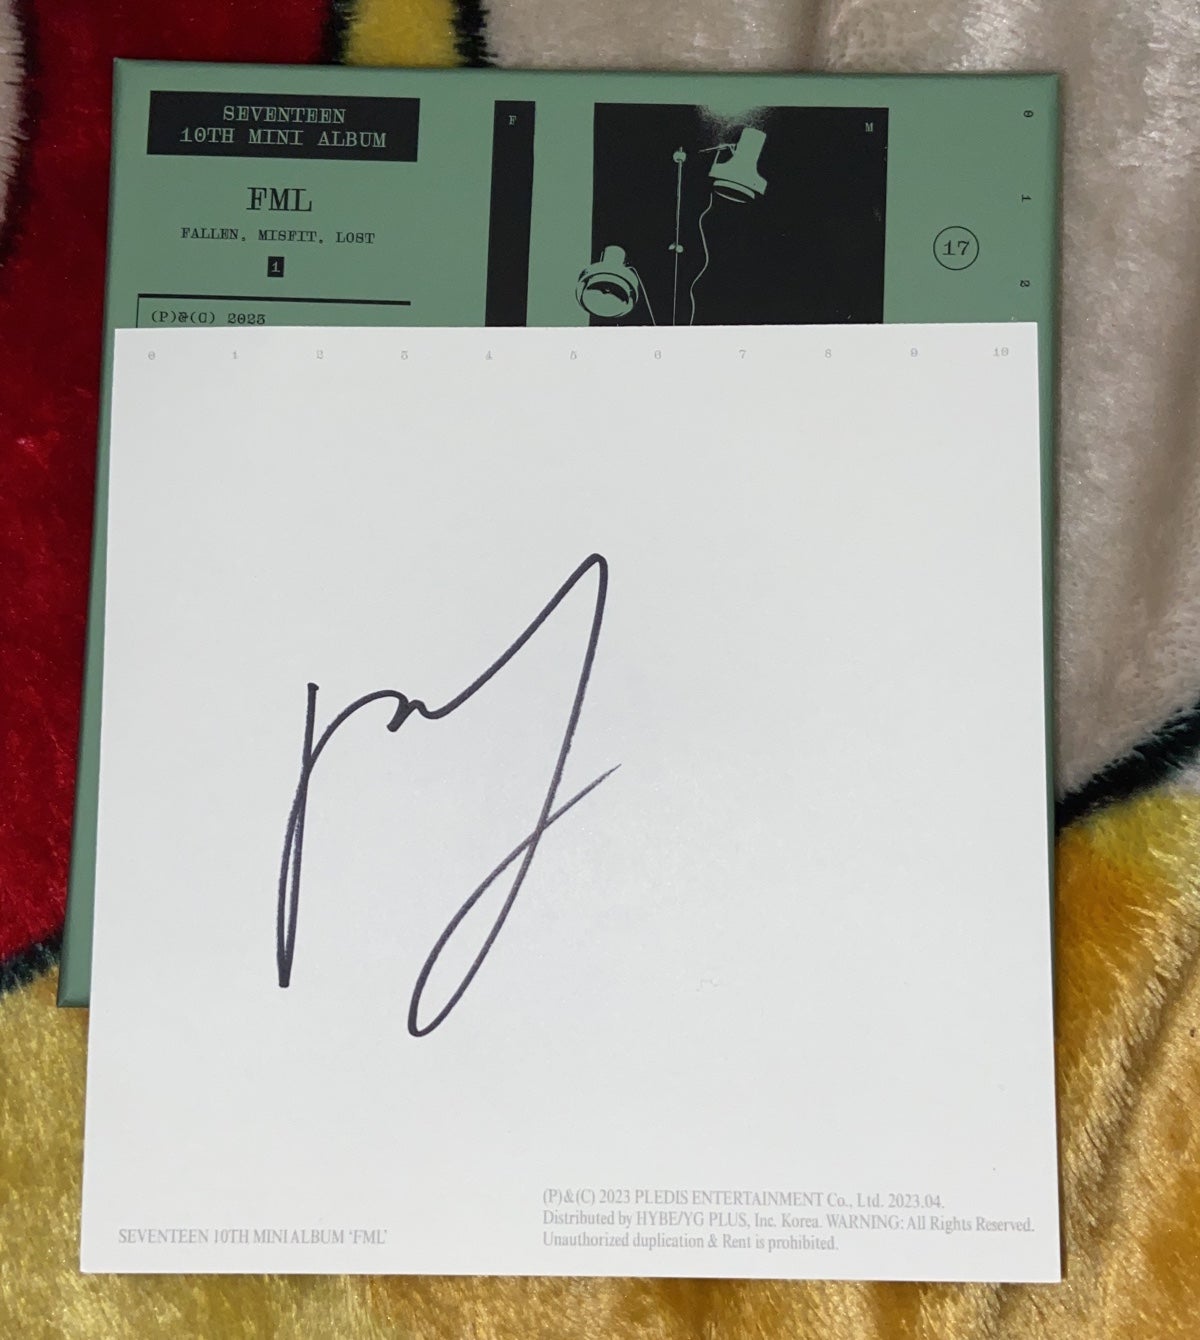 SEVENTEEN
10TH MINI ALBUM
FML
FALLEN, MISFIT, LOST
1
(P)&(C) 2023
F
M
17
0 1 2
0 1 2 3 4 5 6 7 8 9 10
SEVENTEEN 10TH MINI ALBUM 'FML'
(P)&(C) 2023 PLEDIS ENTERTAINMENT Co., Ltd. 2023.04.
Distributed by HYBE/YG PLUS, Inc. Korea. WARNING: All Rights Reserved.
Unauthorized duplication & Rent is prohibited.